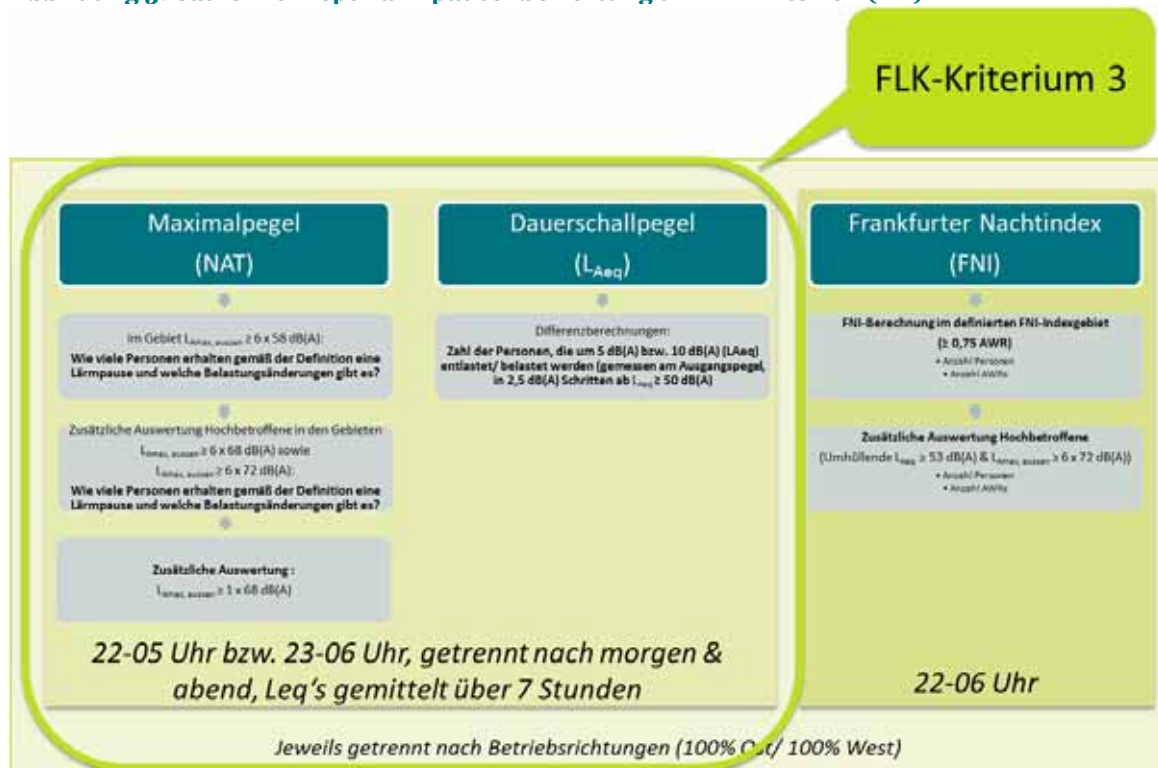 FLK-Kriterium 3
Maximalpegel
(NAT)
Im Gebiet LAmax, aussen ≥ 6 x 58 dB(A):
Wie viele Personen erhalten gemäß der Definition eine
Lärmpause und welche Belastungsänderungen gibt es?
Zusätzliche Auswertung Hochbetroffene in den Gebieten
LAmax, aussen ≥ 6 x 68 dB(A) sowie
LAmax, aussen ≥ 6 x 72 dB(A):
Wie viele Personen erhalten gemäß der Definition eine
Lärmpause und welche Belastungsänderungen gibt es?
Zusätzliche Auswertung :
LAmax, aussen ≥ 1 x 68 dB(A)
Dauerschallpegel
(LAeq)
Differenzberechnungen:
Zahl der Personen, die um 5 dB(A) bzw. 10 dB(A) (LAeq)
entlastet/ belastet werden (gemessen am Ausgangspegel,
in 2,5 dB(A) Schritten ab LAeq ≥ 50 dB(A)
22-05 Uhr bzw. 23-06 Uhr, getrennt nach morgen &
abend, Leq's gemittelt über 7 Stunden
Frankfurter Nachtindex
(FNI)
FNI-Berechnung im definierten FNI-Indexgebiet
(≥ 0,75 AWR)
• Anzahl Personen
• Anzahl AWRs
Zusätzliche Auswertung Hochbetroffene
(Umhüllende LAeq ≥ 53 dB(A) & LAmax, aussen ≥ 6 x 72 dB(A))
• Anzahl Personen
• Anzahl AWRs
22-06 Uhr
Jeweils getrennt nach Betriebsrichtungen (100% Ost/ 100% West)